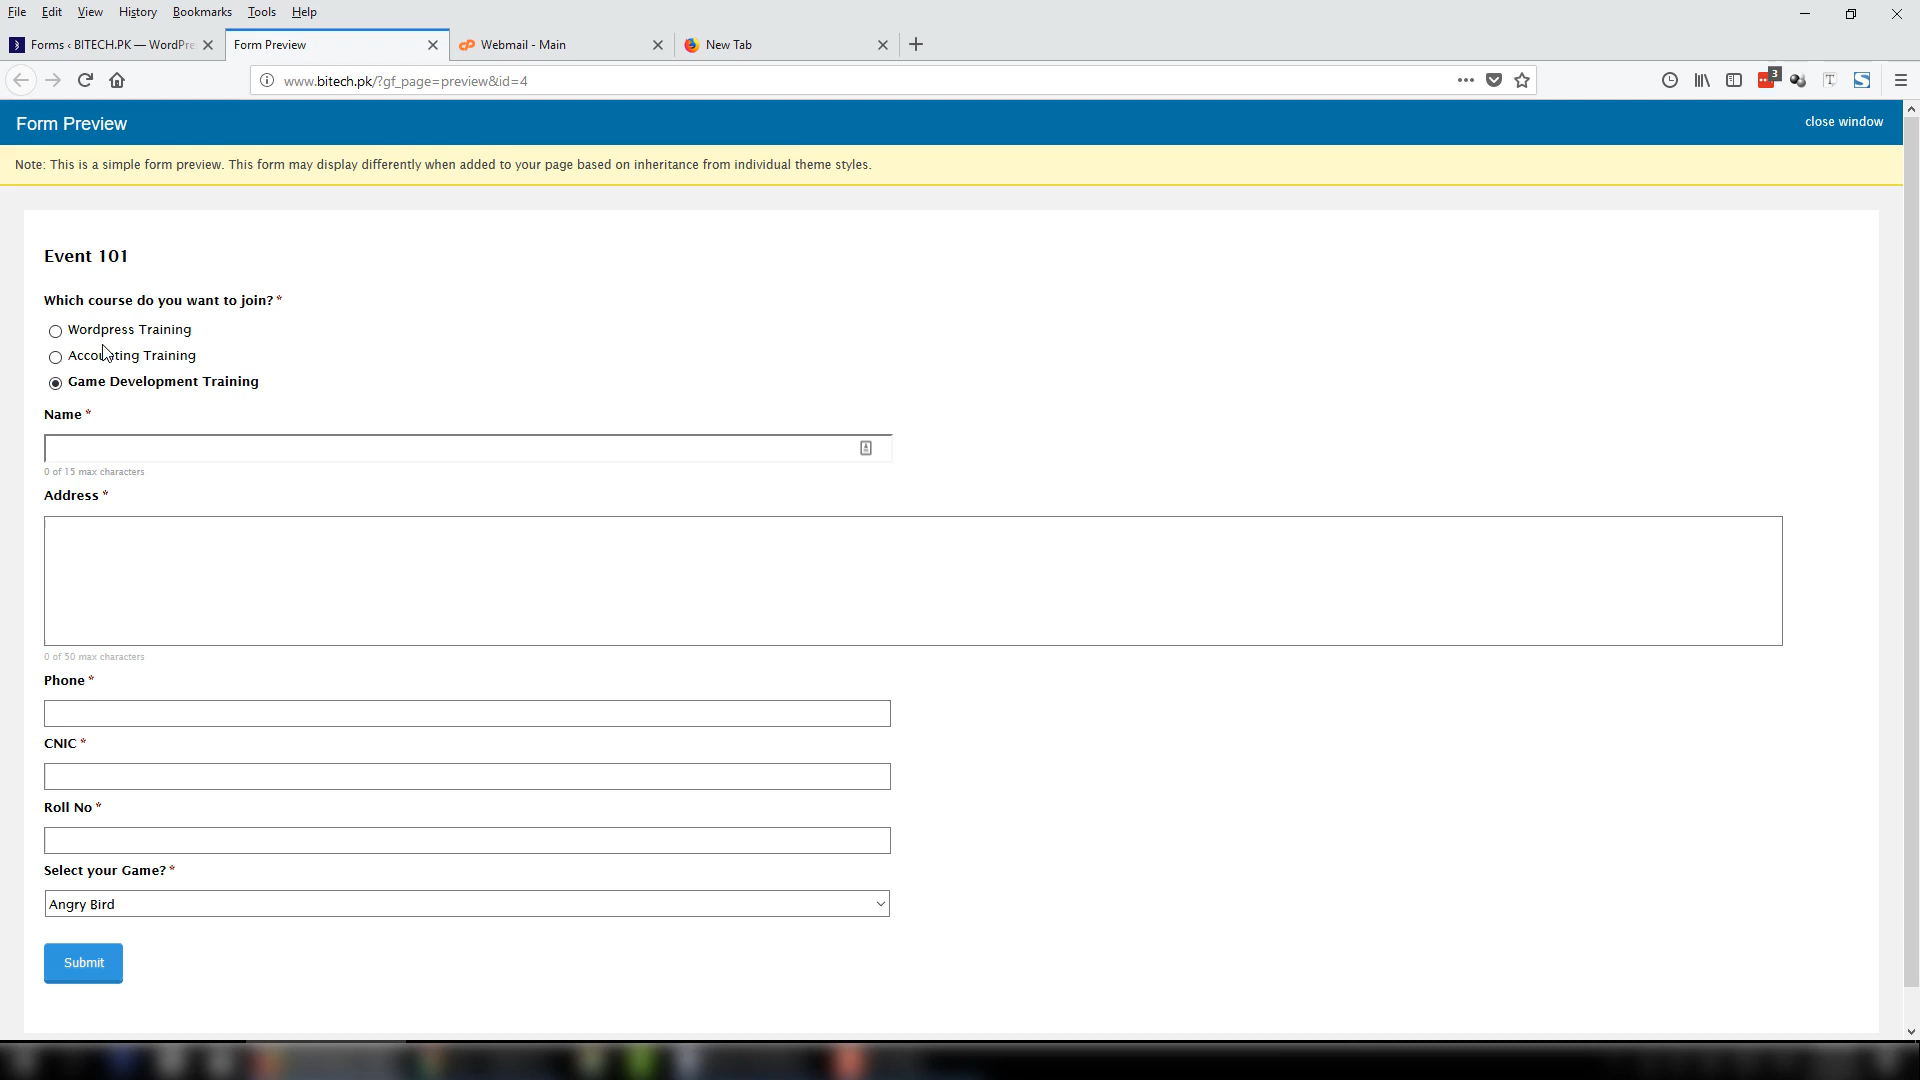 File Edit View History Bookmarks Tools Help
Forms ‹ BITECH.PK — WordPre
Form Preview
Webmail - Main
New Tab
www.bitech.pk/?gf_page=preview&id=4
3
Form Preview
close window
Note: This is a simple form preview. This form may display differently when added to your page based on inheritance from individual theme styles.
Event 101
Which course do you want to join? *
Wordpress Training
Accounting Training
Game Development Training
Name *
0 of 15 max characters
Address *
0 of 50 max characters
Phone *
CNIC *
Roll No *
Select your Game? *
Angry Bird
Submit